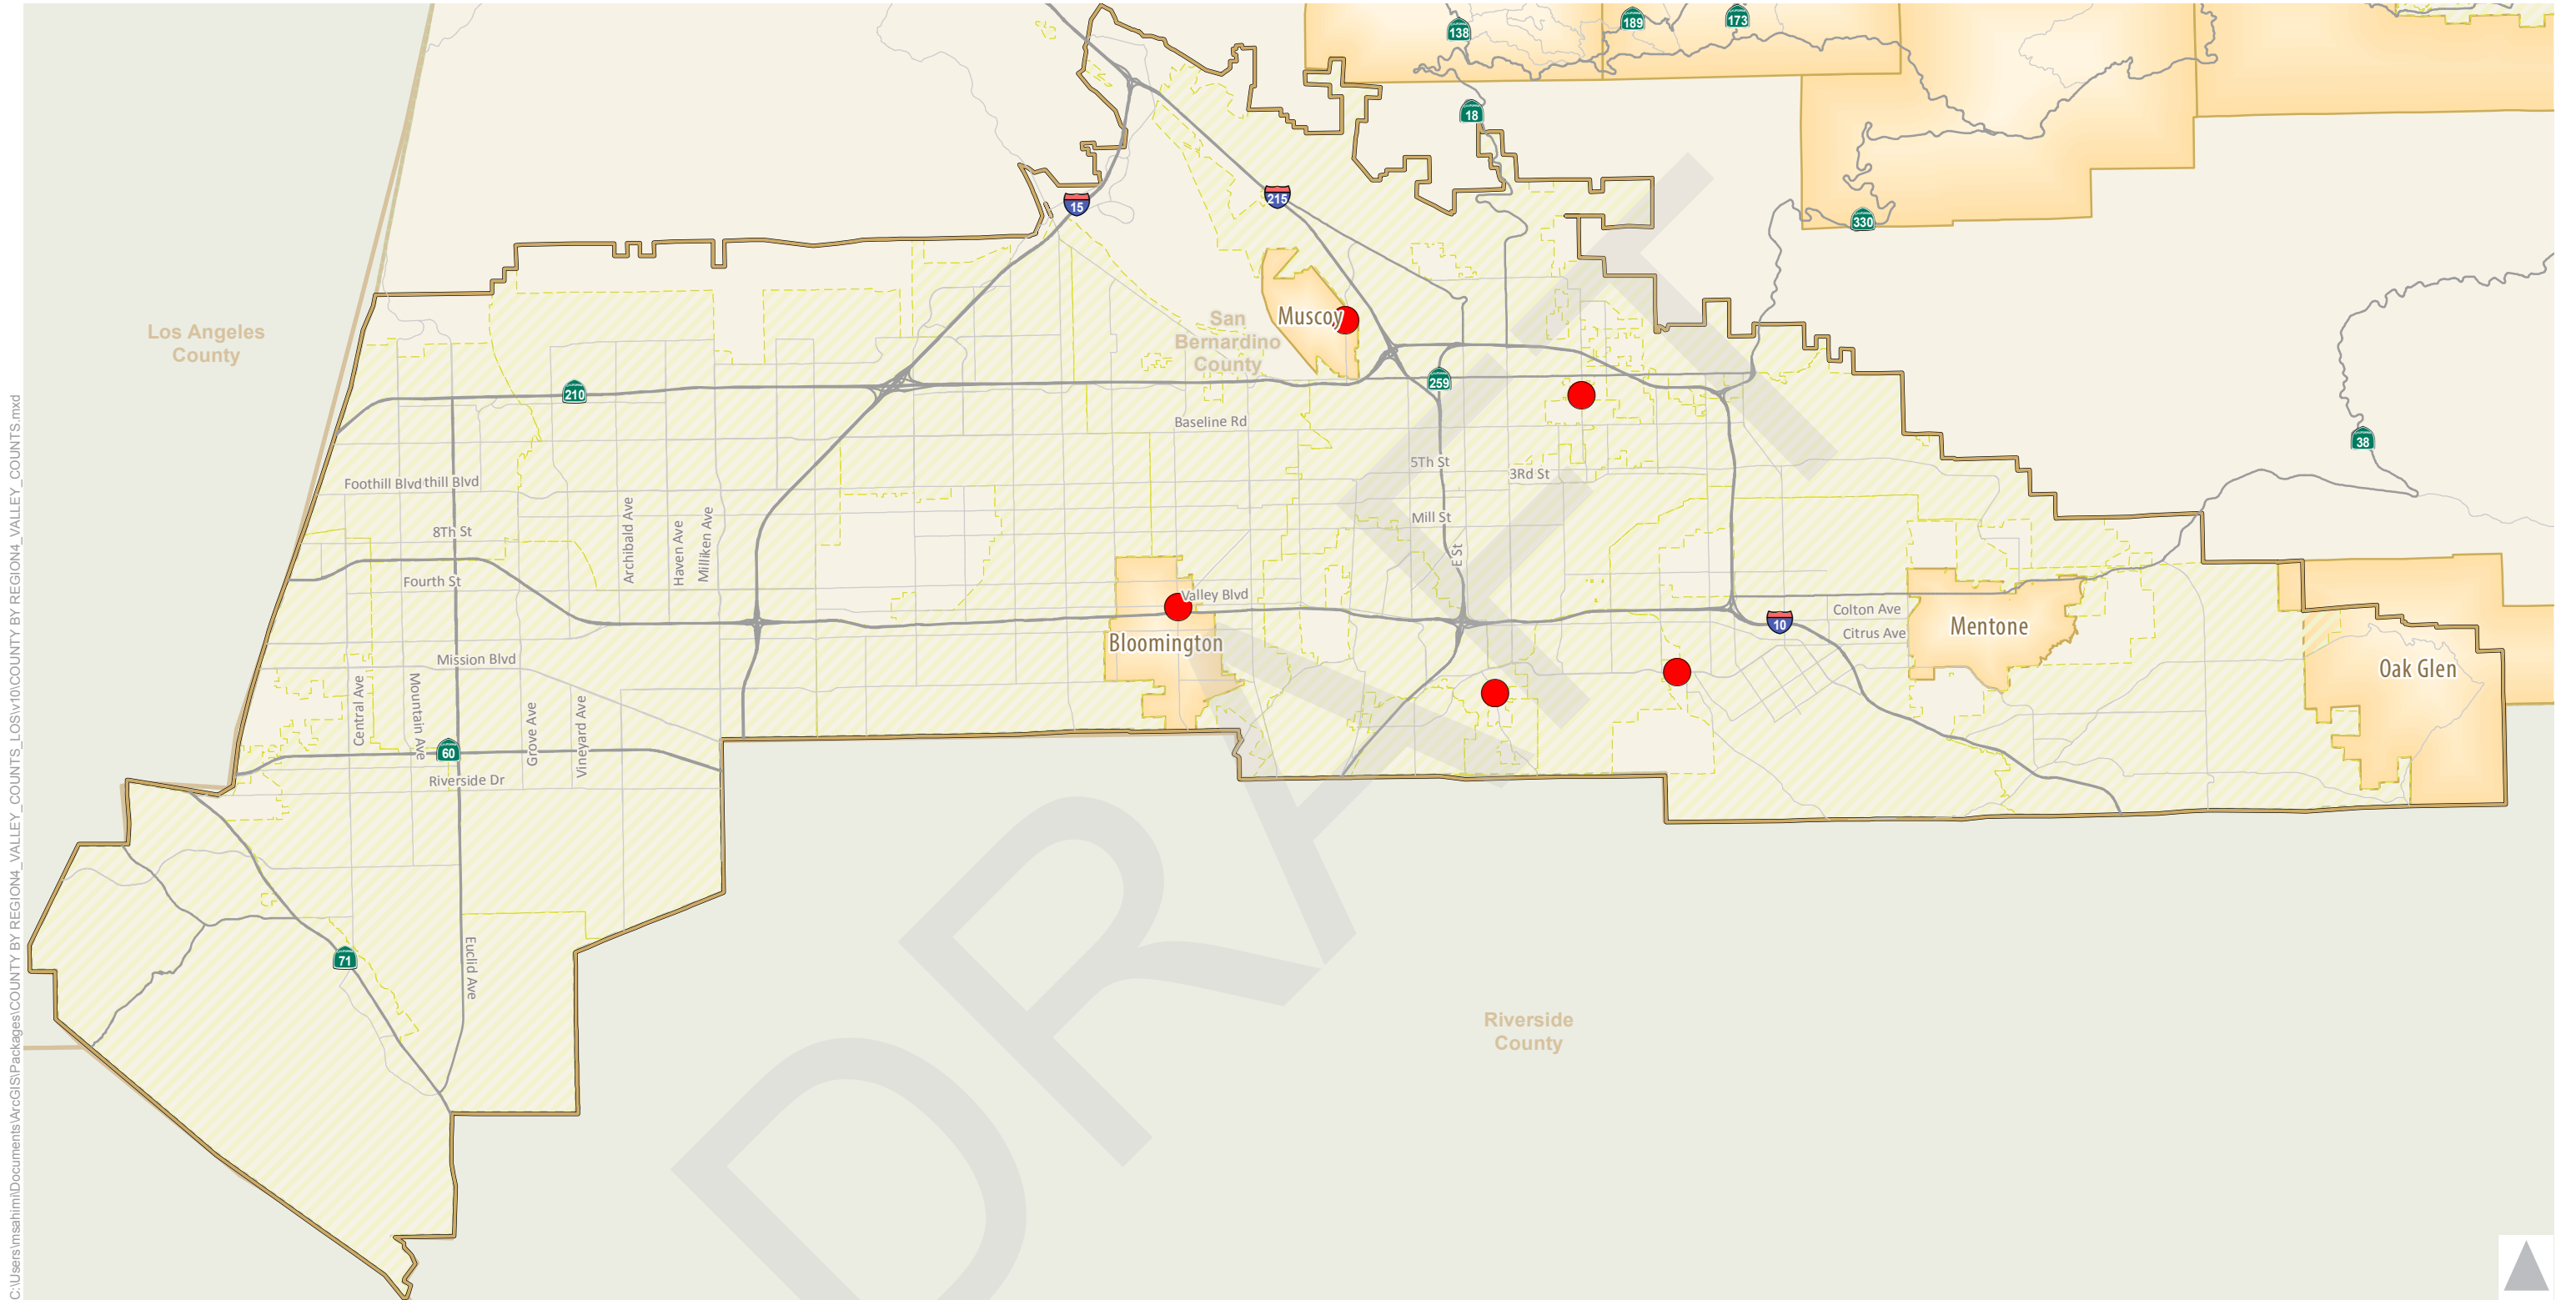 138
189
173
18
15
215
330
Los Angeles
County
San
Bernardino
County
Muscoy
210
259
Baseline Rd
38
5Th St
3Rd St
Foothill Blvd
thill Blvd
Archibald Ave
Haven Ave
Milliken Ave
Mill St
8Th St
E St
Fourth St
Valley Blvd
Colton Ave
10
Citrus Ave
Mentone
Bloomington
Oak Glen
Mission Blvd
Central Ave
Mountain Ave
Grove Ave
Vineyard Ave
60
Riverside Dr
Euclid Ave
71
Riverside
County
DRAFT
C:\Users\msahimi\Documents\ArcGIS\Packages\COUNTY BY REGION4_VALLEY_COUNTS_LOS\v10\COUNTY BY REGION4_VALLEY_COUNTS.mxd